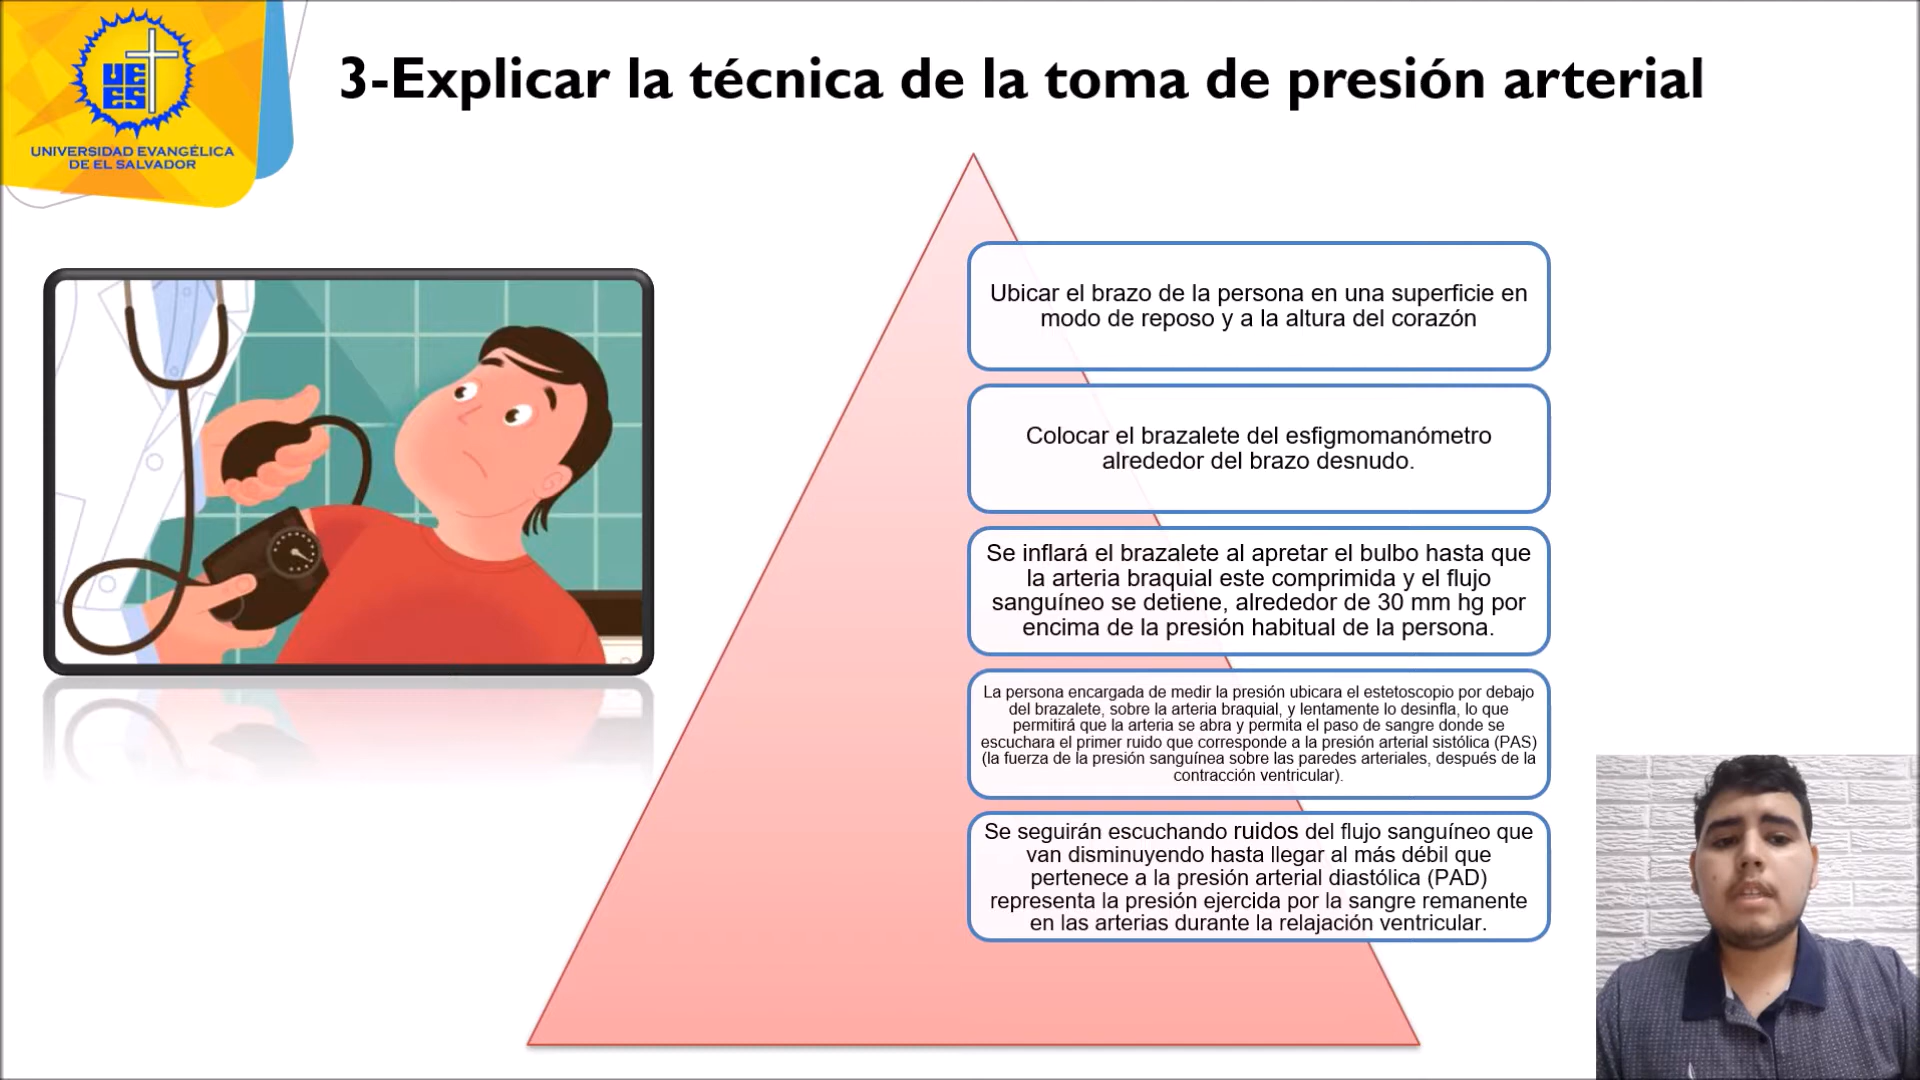 UE
ES
UNIVERSIDAD EVANGÉLICA
DE EL SALVADOR
3-Explicar la técnica de la toma de presión arterial
Ubicar el brazo de la persona en una superficie en
modo de reposo y a la altura del corazón
Colocar el brazalete del esfigmomanómetro
alrededor del brazo desnudo.
Se inflará el brazalete al apretar el bulbo hasta que
la arteria braquial este comprimida y el flujo
sanguíneo se detiene, alrededor de 30 mm hg por
encima de la presión habitual de la persona.
La persona encargada de medir la presión ubicara el estetoscopio por debajo
del brazalete, sobre la arteria braquial, y lentamente lo desinfla, lo que
permitirá que la arteria se abra y permita el paso de sangre donde se
escuchara el primer ruido que corresponde a la presión arterial sistólica (PAS)
(la fuerza de la presión sanguínea sobre las paredes arteriales, después de la
contracción ventricular).
Se seguirán escuchando ruidos del flujo sanguíneo que
van disminuyendo hasta llegar al más débil que
pertenece a la presión arterial diastólica (PAD)
representa la presión ejercida por la sangre remanente
en las arterias durante la relajación ventricular.